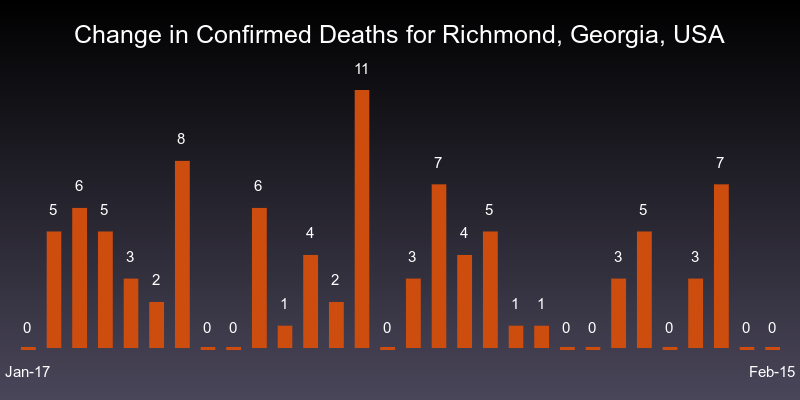 Change in Confirmed Deaths for Richmond, Georgia, USA
0 5 6 5 3 2 8 0 0 6 1 4 2 11 0 3 7 4 5 1 1 0 0 3 5 0 3 7 0 0
Jan-17 Feb-15